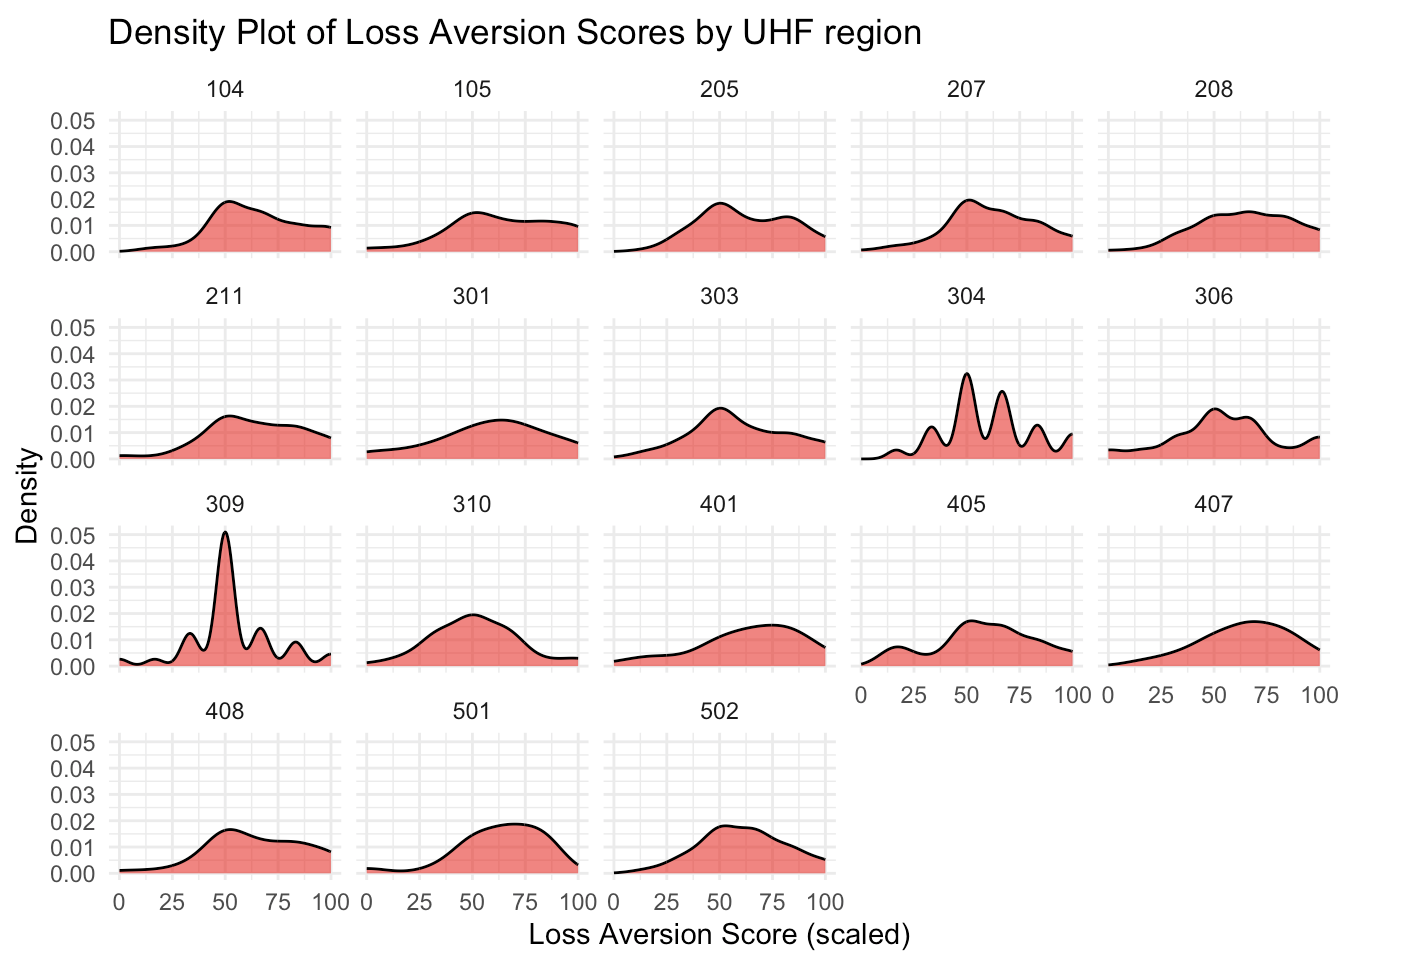 Density Plot of Loss Aversion Scores by UHF region
104 105 205 207 208
0.05
0.04
0.03
0.02
0.01
0.00
211 301 303 304 306
0.05
0.04
0.03
0.02
0.01
0.00
Density
309 310 401 405 407
0.05
0.04
0.03
0.02
0.01
0.00
0 25 50 75 100 0 25 50 75 100
408 501 502
0.05
0.04
0.03
0.02
0.01
0.00
0 25 50 75 100 0 25 50 75 100 0 25 50 75 100
Loss Aversion Score (scaled)